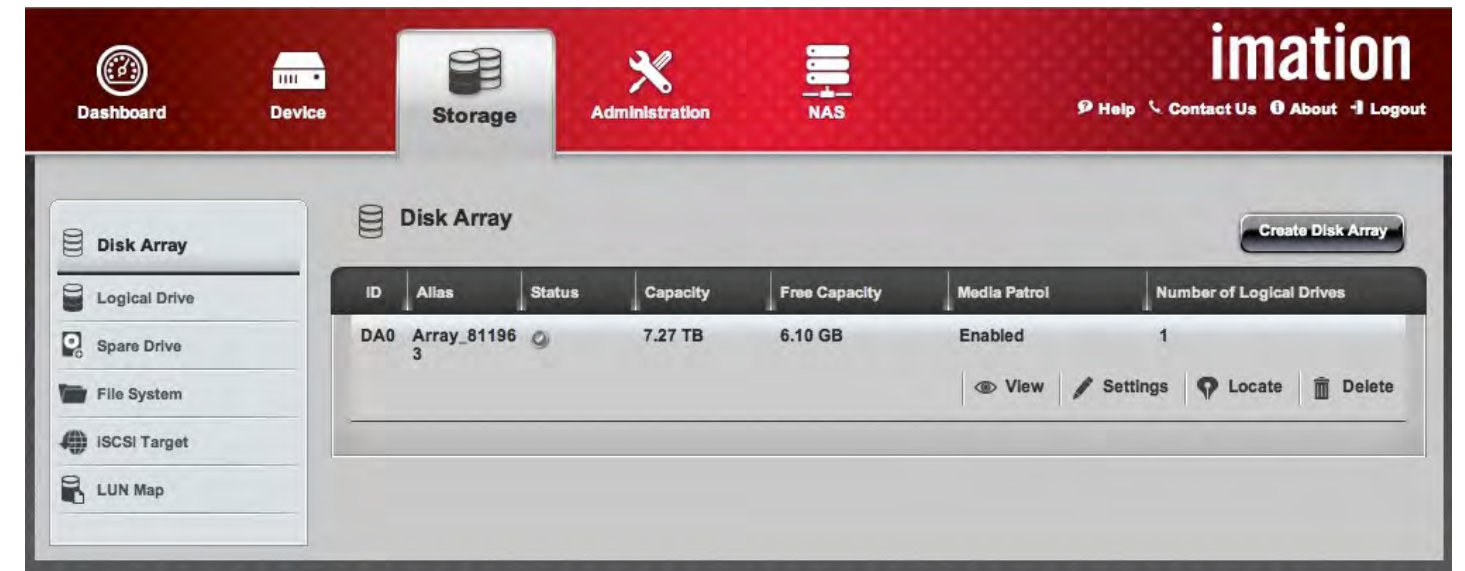 imation
Dashboard Device Storage Administration NAS
Help Contact Us About Logout
Disk Array
Logical Drive
Spare Drive
File System
iSCSI Target
LUN Map
Disk Array
Create Disk Array
ID Alias Status Capacity Free Capacity Media Patrol Number of Logical Drives
DA0 Array_81196 7.27 TB 6.10 GB Enabled 1
3
View Settings Locate Delete